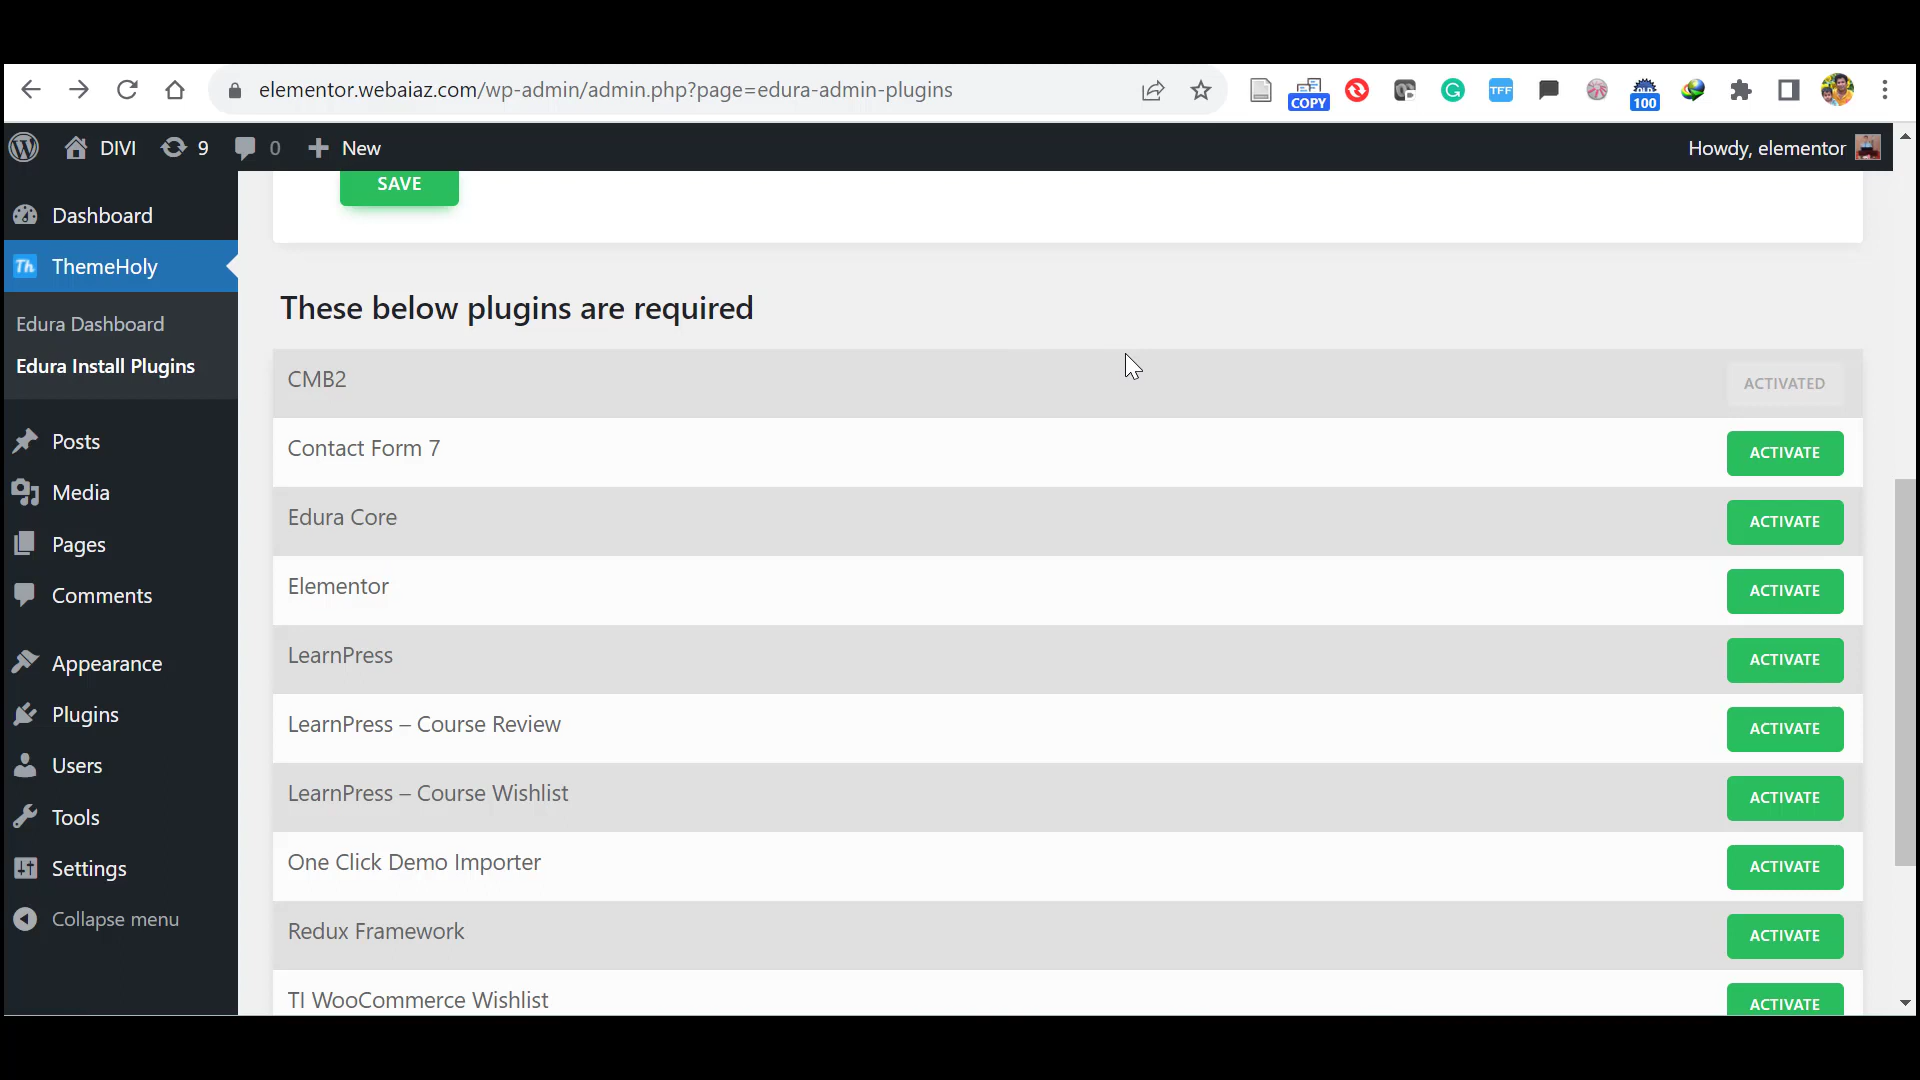 elementor.webaiaz.com/wp-admin/admin.php?page=edura-admin-plugins
COPY
TFF
100
DIVI
9
0
New
Howdy, elementor
SAVE
Dashboard
Th ThemeHoly
Edura Dashboard
Edura Install Plugins
Posts
Media
Pages
Comments
Appearance
Plugins
Users
Tools
Settings
Collapse menu
These below plugins are required
CMB2 ACTIVATED
Contact Form 7 ACTIVATE
Edura Core ACTIVATE
Elementor ACTIVATE
LearnPress ACTIVATE
LearnPress – Course Review ACTIVATE
LearnPress – Course Wishlist ACTIVATE
One Click Demo Importer ACTIVATE
Redux Framework ACTIVATE
TI WooCommerce Wishlist ACTIVATE